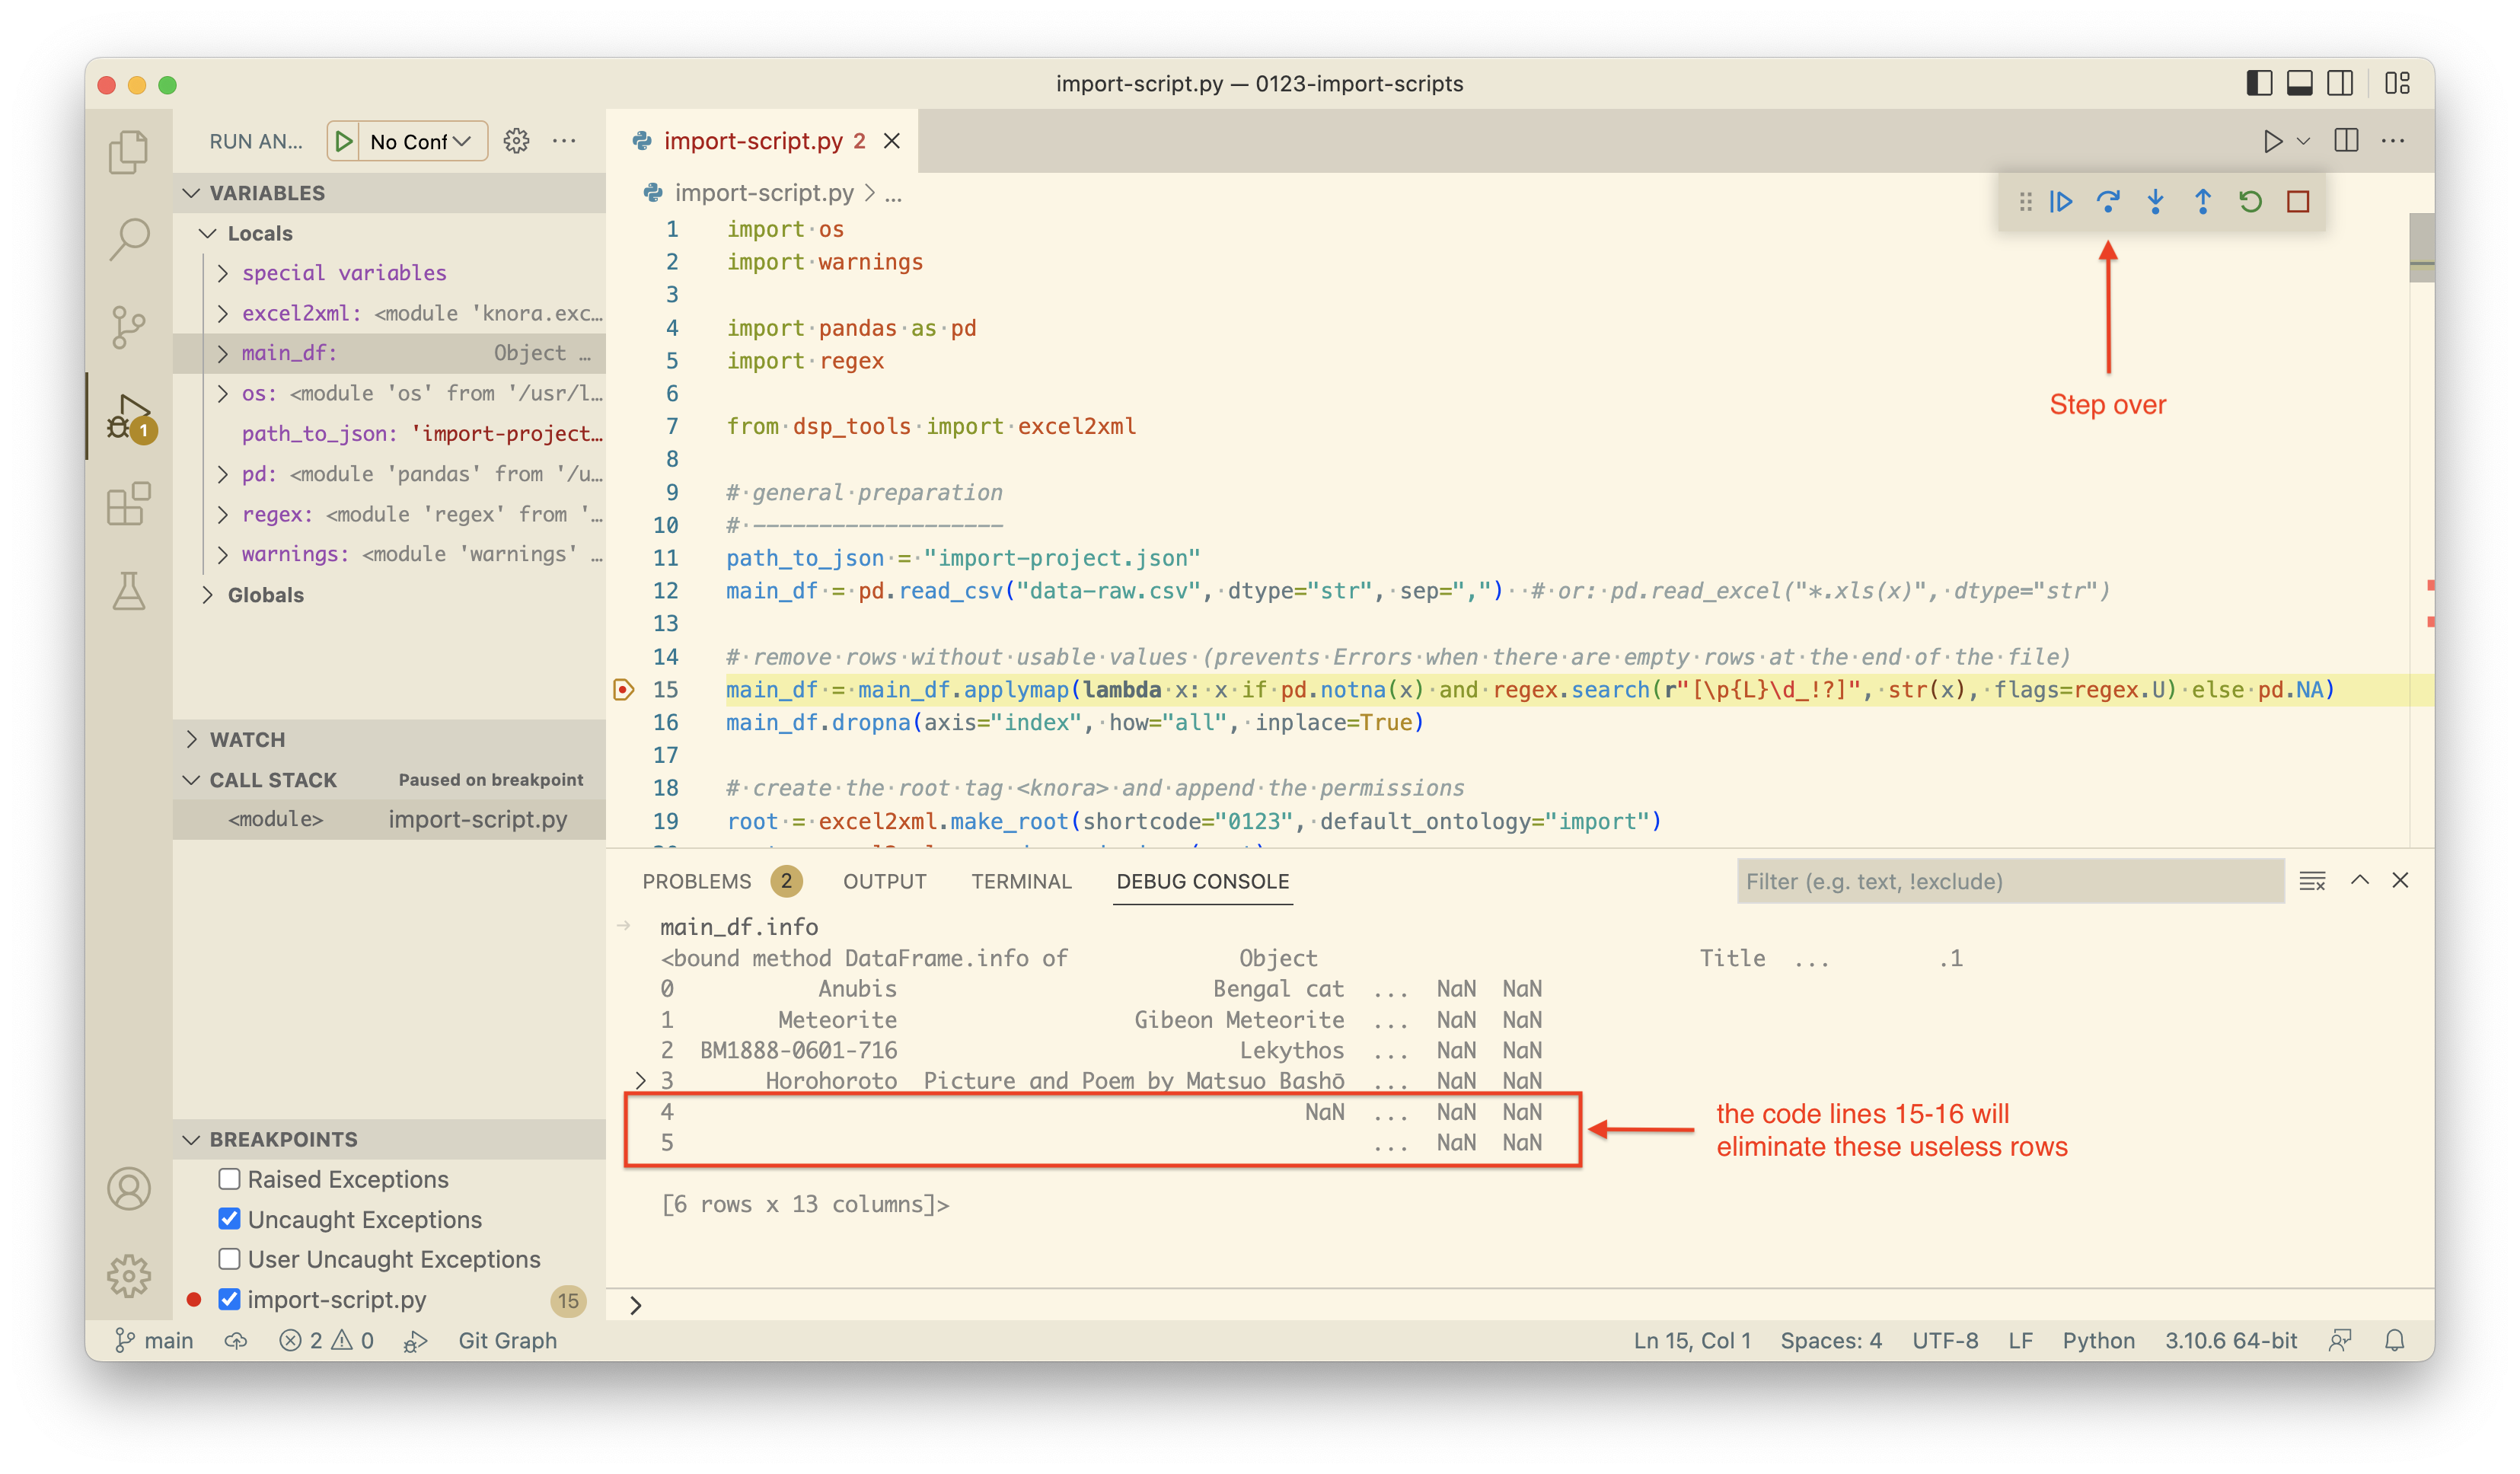 import-script.py — 0123-import-scripts
RUN AN...
No Conf
VARIABLES
Locals
special variables
excel2xml: <module 'knora.exc...
main_df: Object ...
os: <module 'os' from '/usr/l...
path_to_json: 'import-project...
pd: <module 'pandas' from '/u...
regex: <module 'regex' from '...
warnings: <module 'warnings' ...
Globals
WATCH
CALL STACK Paused on breakpoint
<module> import-script.py
BREAKPOINTS
Raised Exceptions
Uncaught Exceptions
User Uncaught Exceptions
import-script.py 15
1
import-script.py 2
import-script.py > ...
1 import os
2 import warnings
3
4 import pandas as pd
5 import regex
6
7 from dsp_tools import excel2xml
8
9 # general preparation
10 # -------------------
11 path_to_json = "import-project.json"
12 main_df = pd.read_csv("data-raw.csv", dtype="str", sep=",")  # or: pd.read_excel("*.xls(x)", dtype="str")
13
14 # remove rows without usable values (prevents Errors when there are empty rows at the end of the file)
15 main_df = main_df.applymap(lambda x: x if pd.notna(x) and regex.search(r"[\p{L}\d_!?]", str(x), flags=regex.U) else pd.NA)
16 main_df.dropna(axis="index", how="all", inplace=True)
17
18 # create the root tag <knora> and append the permissions
19 root = excel2xml.make_root(shortcode="0123", default_ontology="import")
Step over
PROBLEMS 2 OUTPUT TERMINAL DEBUG CONSOLE
Filter (e.g. text, !exclude)
main_df.info
<bound method DataFrame.info of Object Title ... .1
0 Anubis Bengal cat ... NaN NaN
1 Meteorite Gibeon Meteorite ... NaN NaN
2 BM1888-0601-716 Lekythos ... NaN NaN
3 Horohoroto Picture and Poem by Matsuo Bashō ... NaN NaN
4 NaN ... NaN NaN
5 ... NaN NaN
[6 rows x 13 columns]>
the code lines 15-16 will
eliminate these useless rows
main 2 0 Git Graph
Ln 15, Col 1 Spaces: 4 UTF-8 LF Python 3.10.6 64-bit